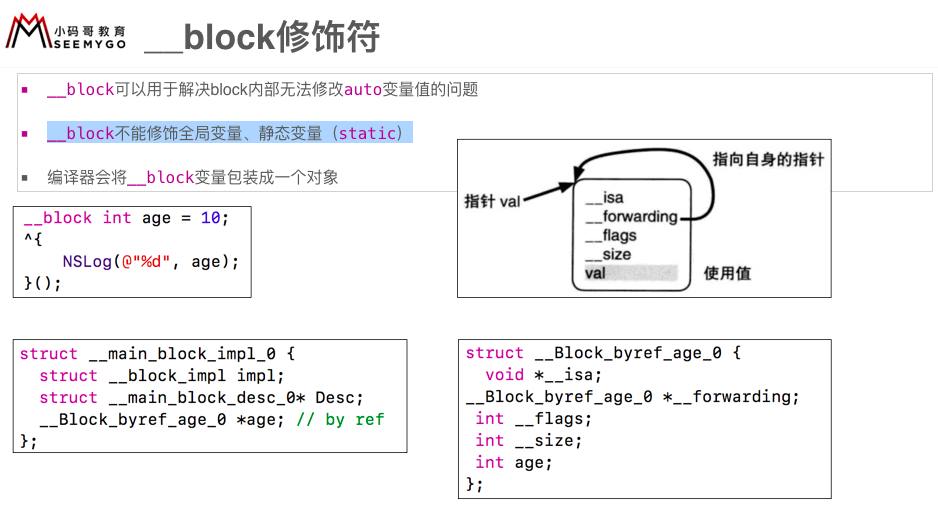 小码哥教育
SEEMYGO
__block修饰符
__block可以用于解决block内部无法修改auto变量值的问题
__block不能修饰全局变量、静态变量（static）
编译器会将__block变量包装成一个对象
指向自身的指针
指针 val
__isa
__forwarding
__flags
__size
val
使用值
__block int age = 10;
^{
NSLog(@"%d", age);
}();
struct __main_block_impl_0 {
struct __block_impl impl;
struct __main_block_desc_0* Desc;
__Block_byref_age_0 *age; // by ref
};
struct __Block_byref_age_0 {
void *__isa;
__Block_byref_age_0 *__forwarding;
int __flags;
int __size;
int age;
};